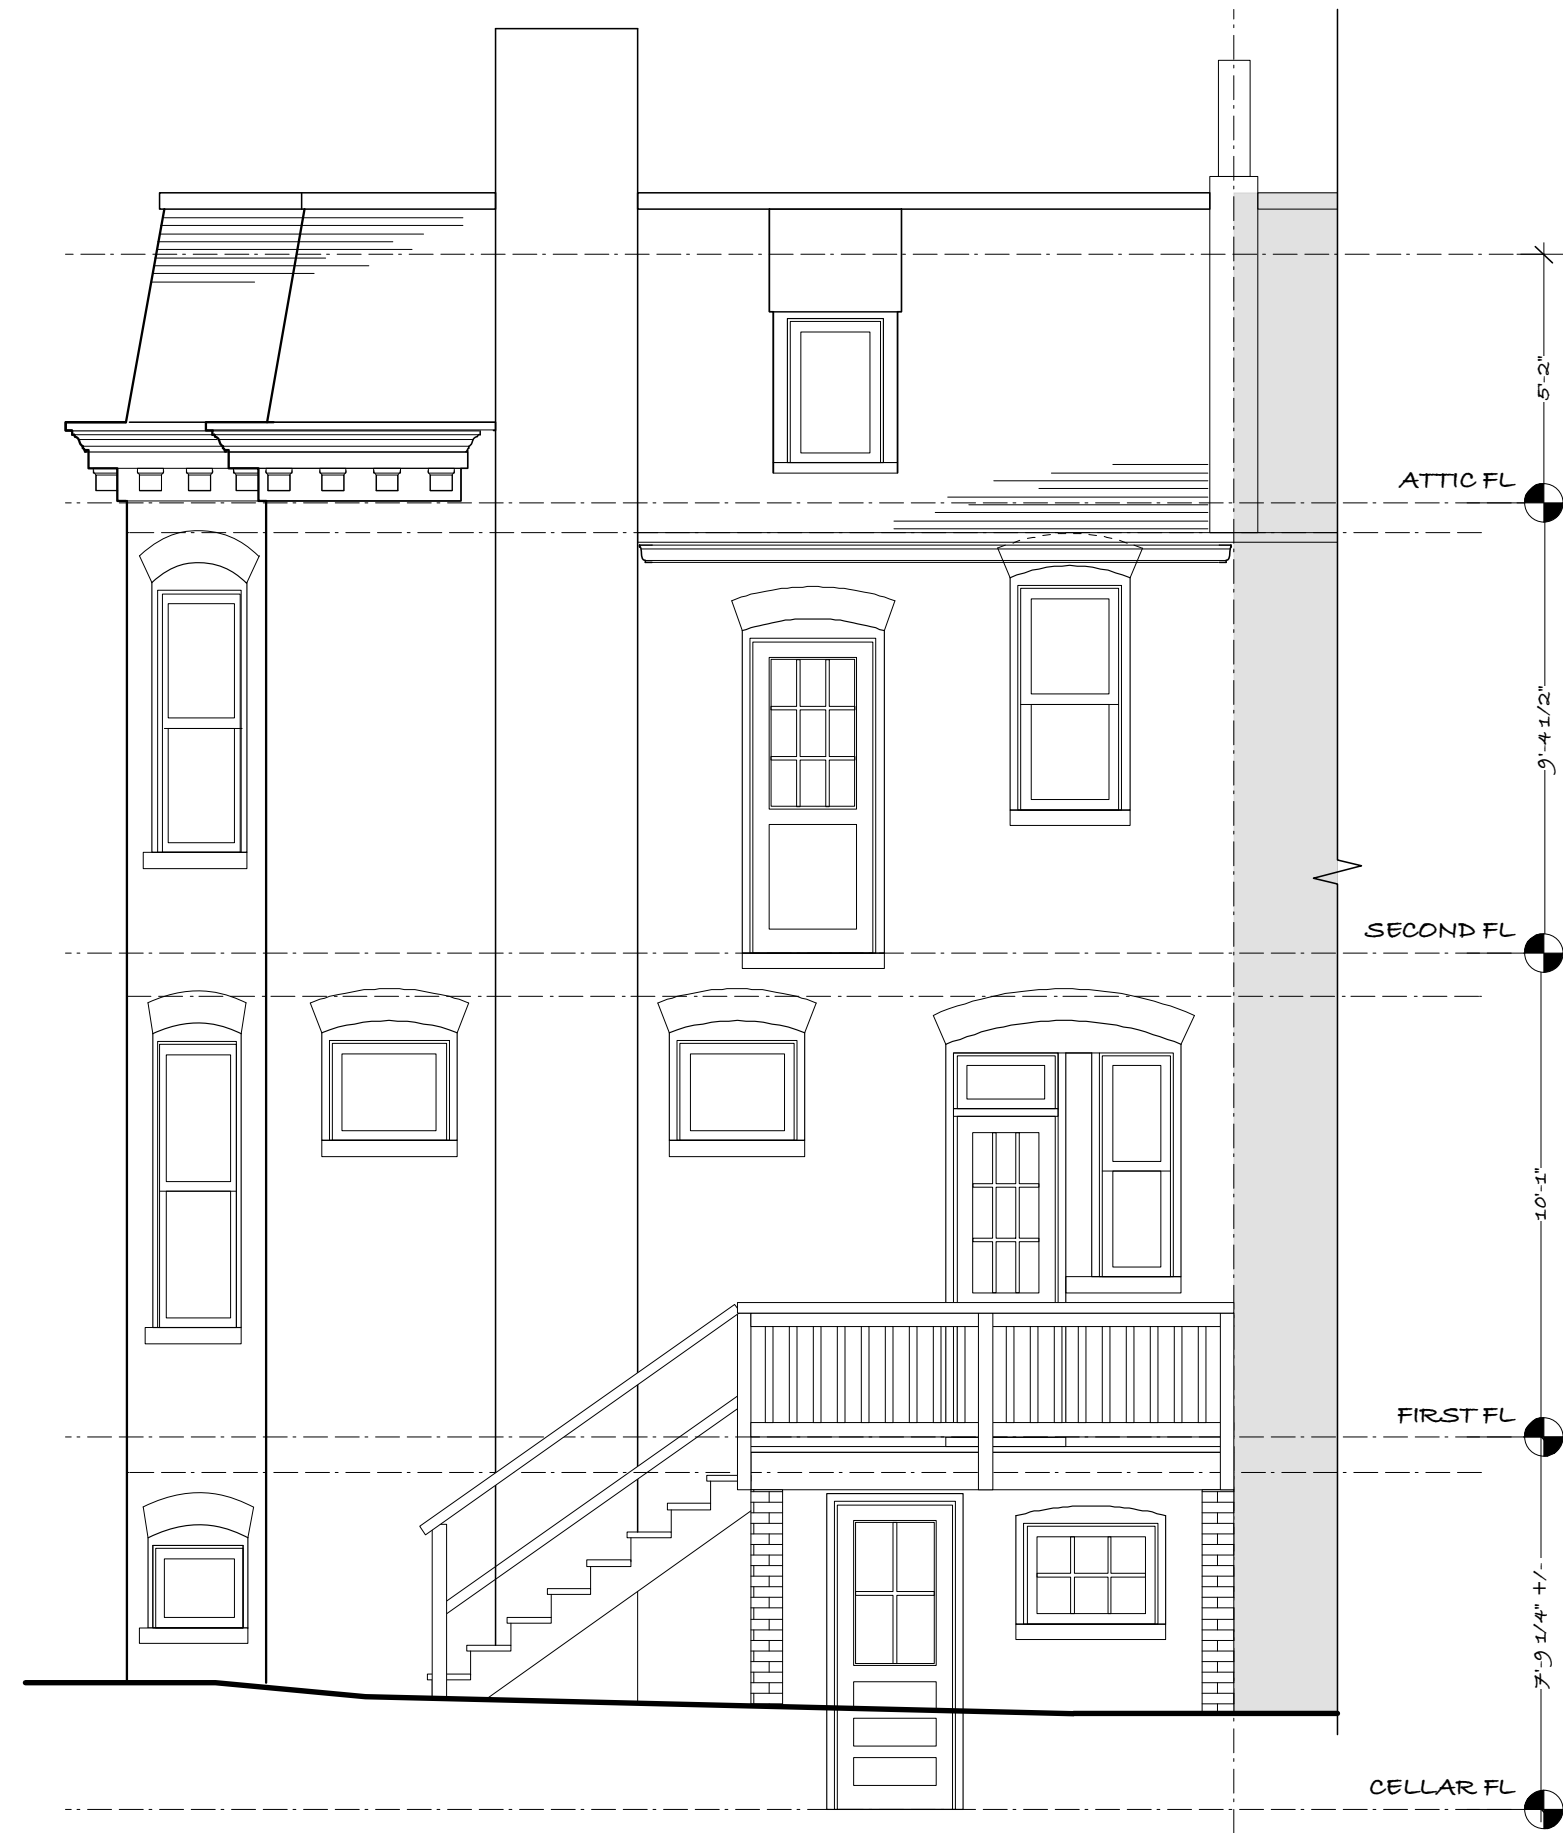 5'-2"
ATTIC FL
9'-4 1/2"
SECOND FL
10'-1"
FIRST FL
7'-9 1/4" +/-
CELLAR FL